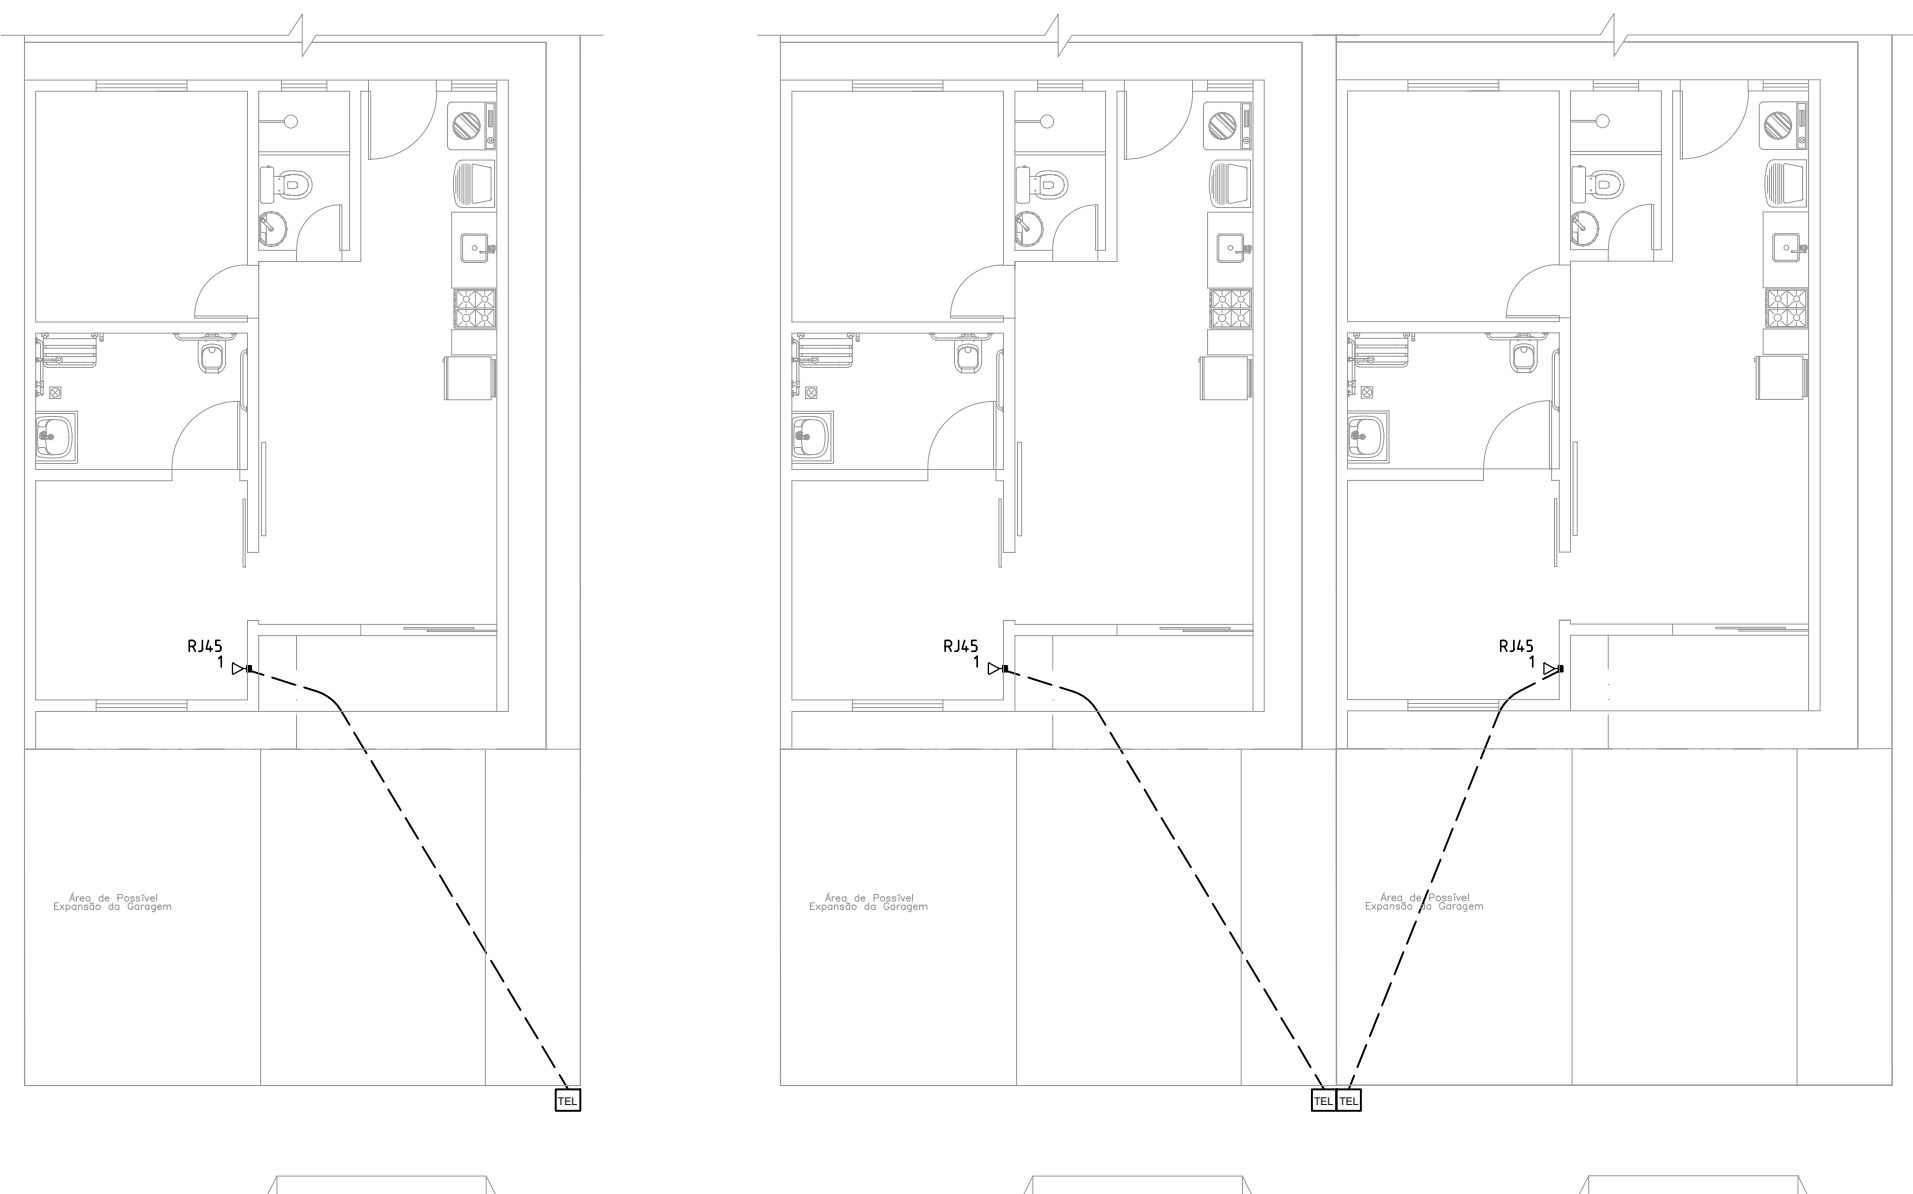 RJ45
1
RJ45
1
RJ45
1
Área de Possível
Expansão da Garagem
Área de Possível
Expansão da Garagem
Área de Possível
Expansão da Garagem
TEL
TEL
TEL